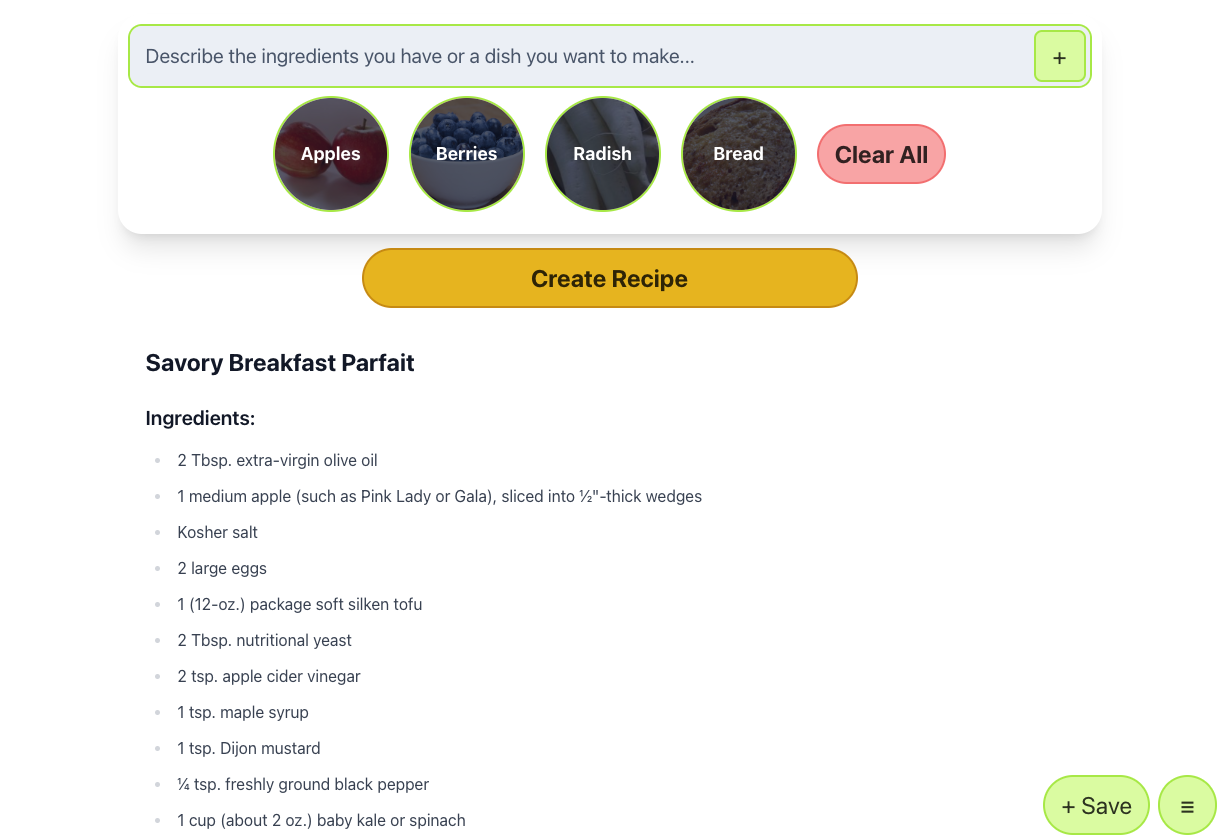 Describe the ingredients you have or a dish you want to make...
+
Apples
Berries
Radish
Bread
Clear All
Create Recipe
Savory Breakfast Parfait
Ingredients:
2 Tbsp. extra-virgin olive oil
1 medium apple (such as Pink Lady or Gala), sliced into ½"-thick wedges
Kosher salt
2 large eggs
1 (12-oz.) package soft silken tofu
2 Tbsp. nutritional yeast
2 tsp. apple cider vinegar
1 tsp. maple syrup
1 tsp. Dijon mustard
¼ tsp. freshly ground black pepper
1 cup (about 2 oz.) baby kale or spinach
+ Save
≡